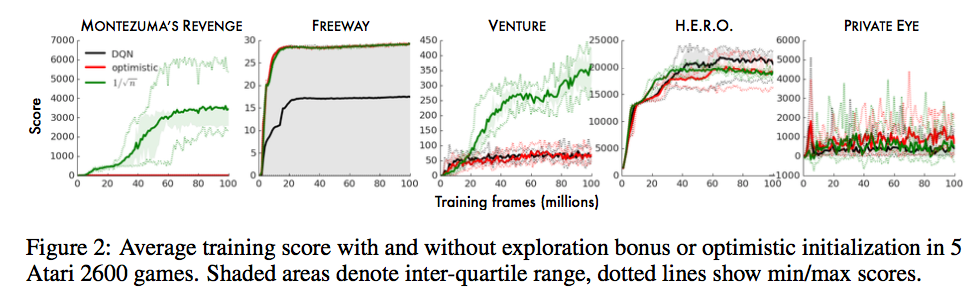 MONTEZUMA'S REVENGE FREEWAY VENTURE H.E.R.O. PRIVATE EYE
7000 30 450 25000 6000
6000 25 400 20000 5000
5000 20 350 15000 4000
4000 15 300 10000 3000
3000 10 250 5000 2000
2000 5 200 0 1000
1000 0 150 0
0 100 −1000
50
0
DQN
optimistic
1/√n
Score
0 20 40 60 80 100 0 20 40 60 80 100 0 20 40 60 80 100 0 20 40 60 80 100 0 20 40 60 80 100
Training frames (millions)
Figure 2: Average training score with and without exploration bonus or optimistic initialization in 5
Atari 2600 games. Shaded areas denote inter-quartile range, dotted lines show min/max scores.